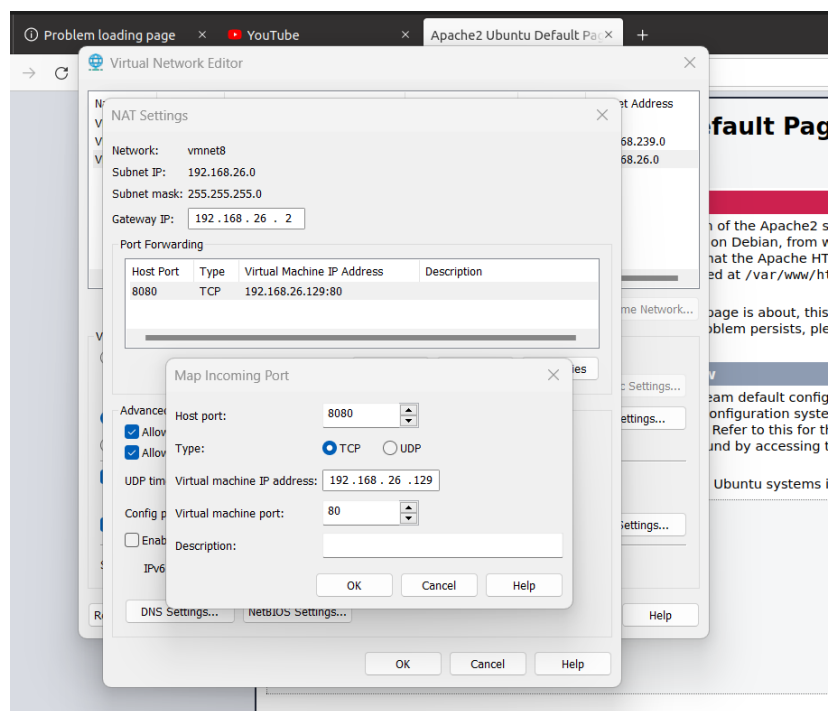 Problem loading page
YouTube
Apache2 Ubuntu Default Pag
Virtual Network Editor
et Address
68.239.0
68.26.0
NAT Settings
Network: vmnet8
Subnet IP: 192.168.26.0
Subnet mask: 255.255.255.0
Gateway IP: 192 . 168 . 26 . 2
Port Forwarding
Host Port Type Virtual Machine IP Address Description
8080 TCP 192.168.26.129:80
Advanced
Allow
Allow
UDP tim
Config p
Enab
IPv6
DNS Settings... NetBIOS Settings...
OK Cancel Help
Map Incoming Port
Host port: 8080
Type: TCP UDP
Virtual machine IP address: 192 . 168 . 26 . 129
Virtual machine port: 80
Description:
OK Cancel Help
me Network...
Settings...
ettings...
Settings...
Help
fault Pag
n of the Apache2 s
on Debian, from w
hat the Apache HT
ed at /var/www/ht
page is about, this
oblem persists, ple
eam default config
onfiguration syste
Refer to this for th
und by accessing t
Ubuntu systems i